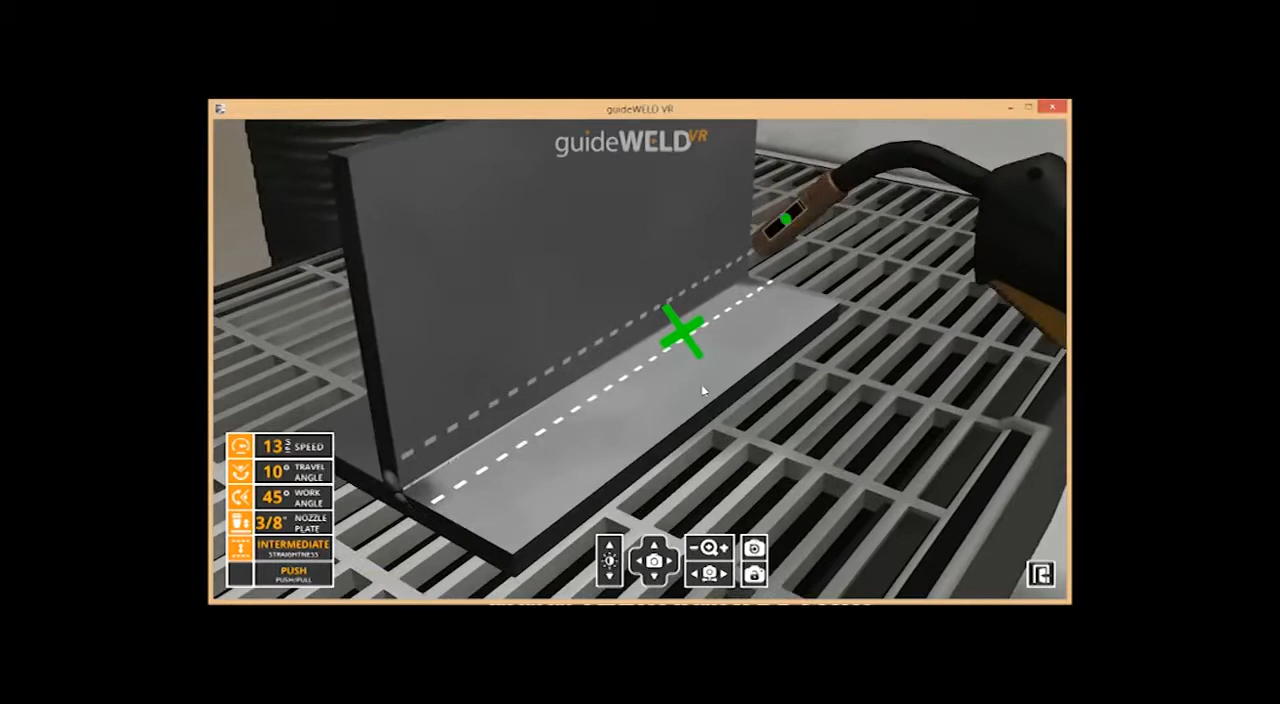 guideWELD VR
guideWELD VR
13 SPEED
10° TRAVEL ANGLE
45° WORK ANGLE
3/8" NOZZLE PLATE
INTERMEDIATE
STRAIGHTNESS
PUSH
PUSH/PULL